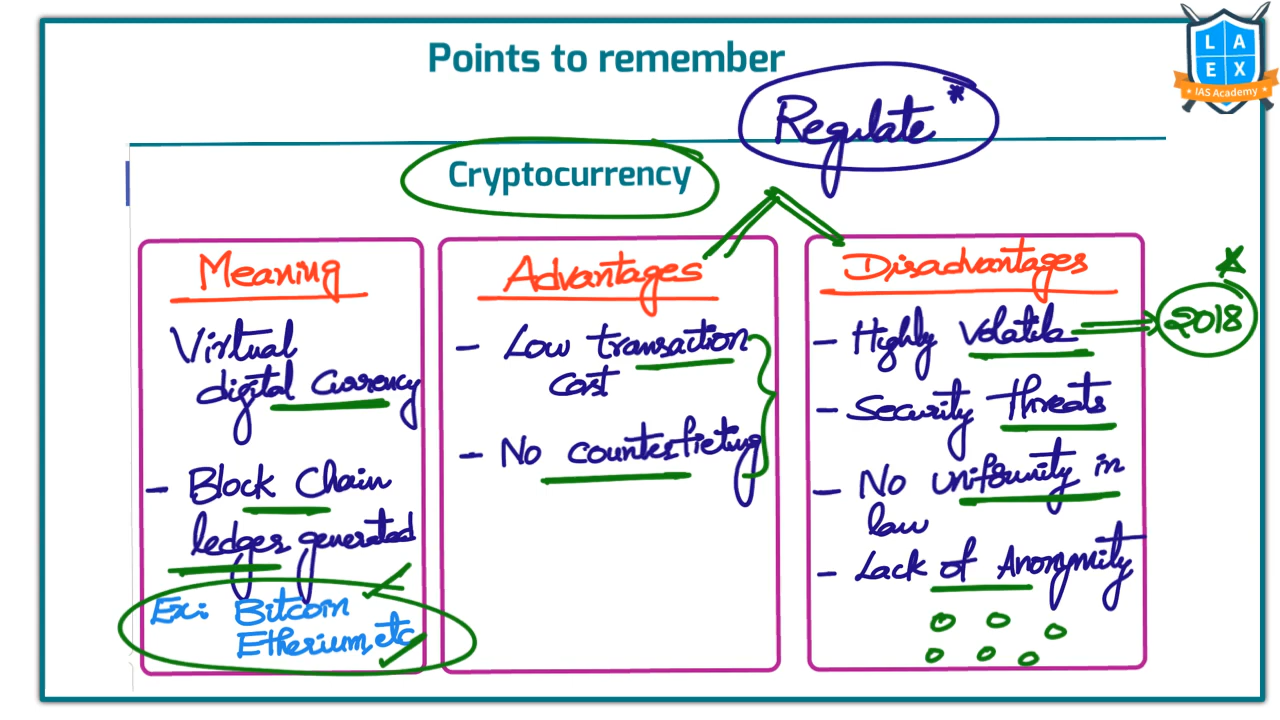 Points to remember
L A
E X
IAS Academy
Regulate *
Cryptocurrency
Meaning
Virtual
digital Currency
- Block Chain
ledger generated
Ex: Bitcoin
Etherium, etc
Advantages
- Low transaction
cost
- No counterfieting
Disadvantages
- Highly Volatile
2018
- Security Threats
- No uniformity in
law
- Lack of Anonymity